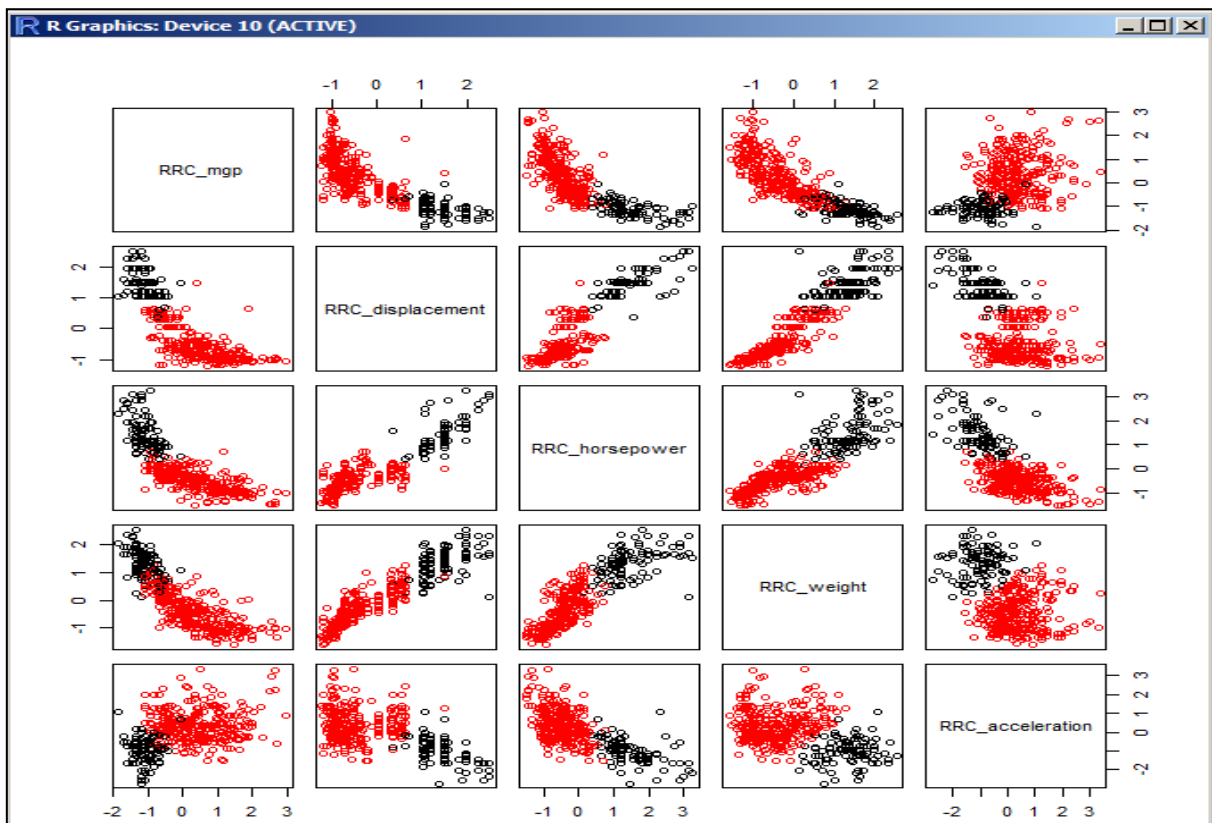 R Graphics: Device 10 (ACTIVE)
-1 0 1 2
-1 0 1 2
RRC_mgp
-2 -1 0 1 2 3
-1 0 1 2
RRC_displacement
RRC_horsepower
-1 0 1 2 3
-1 0 1 2
RRC_weight
RRC_acceleration
-2 0 1 2 3
-2 -1 0 1 2 3
-1 0 1 2 3
-2 0 1 2 3